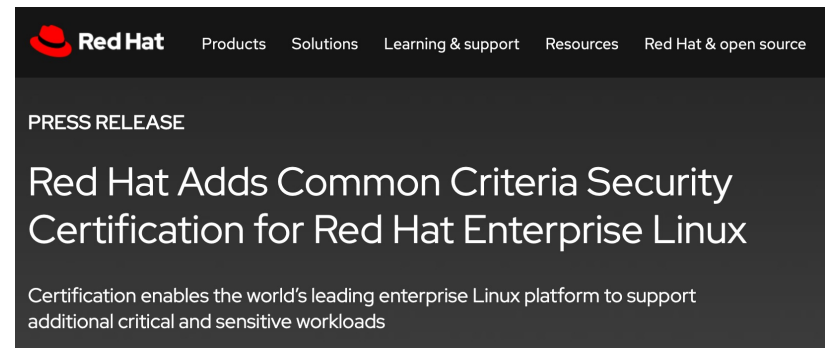 Red Hat Products Solutions Learning & support Resources Red Hat & open source
PRESS RELEASE
Red Hat Adds Common Criteria Security
Certification for Red Hat Enterprise Linux
Certification enables the world's leading enterprise Linux platform to support
additional critical and sensitive workloads